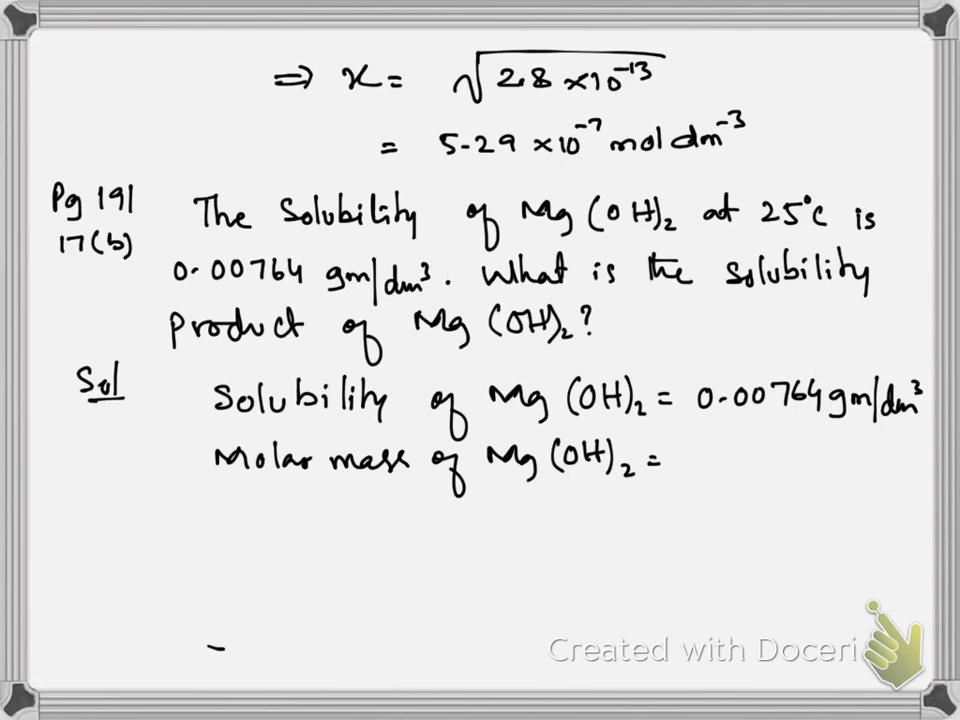 ⇒ x = √2.8 × 10⁻¹³
= 5.29 × 10⁻⁷ mol dm⁻³
Pg 191
17(b)
The Solubility of Mg(OH)₂ at 25°C is
0.00764 gm/dm³. What is the solubility
Product of Mg(OH)₂?
Sol
Solubility of Mg(OH)₂ = 0.00764 gm/dm³
Molar mass of Mg(OH)₂ =
Created with Doceri